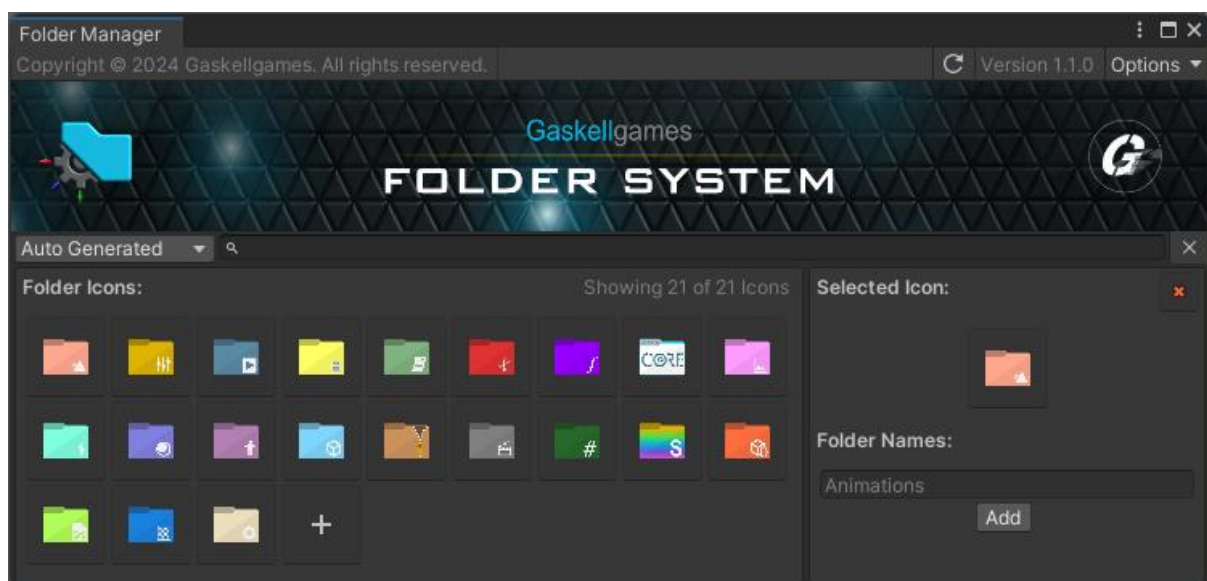 Folder Manager
Copyright © 2024 Gaskellgames. All rights reserved.
Version 1.1.0
Options
Gaskellgames
FOLDER SYSTEM
G
Auto Generated
Folder Icons:
Showing 21 of 21 Icons
Selected Icon:
CORE
#
S
Folder Names:
Animations
Add